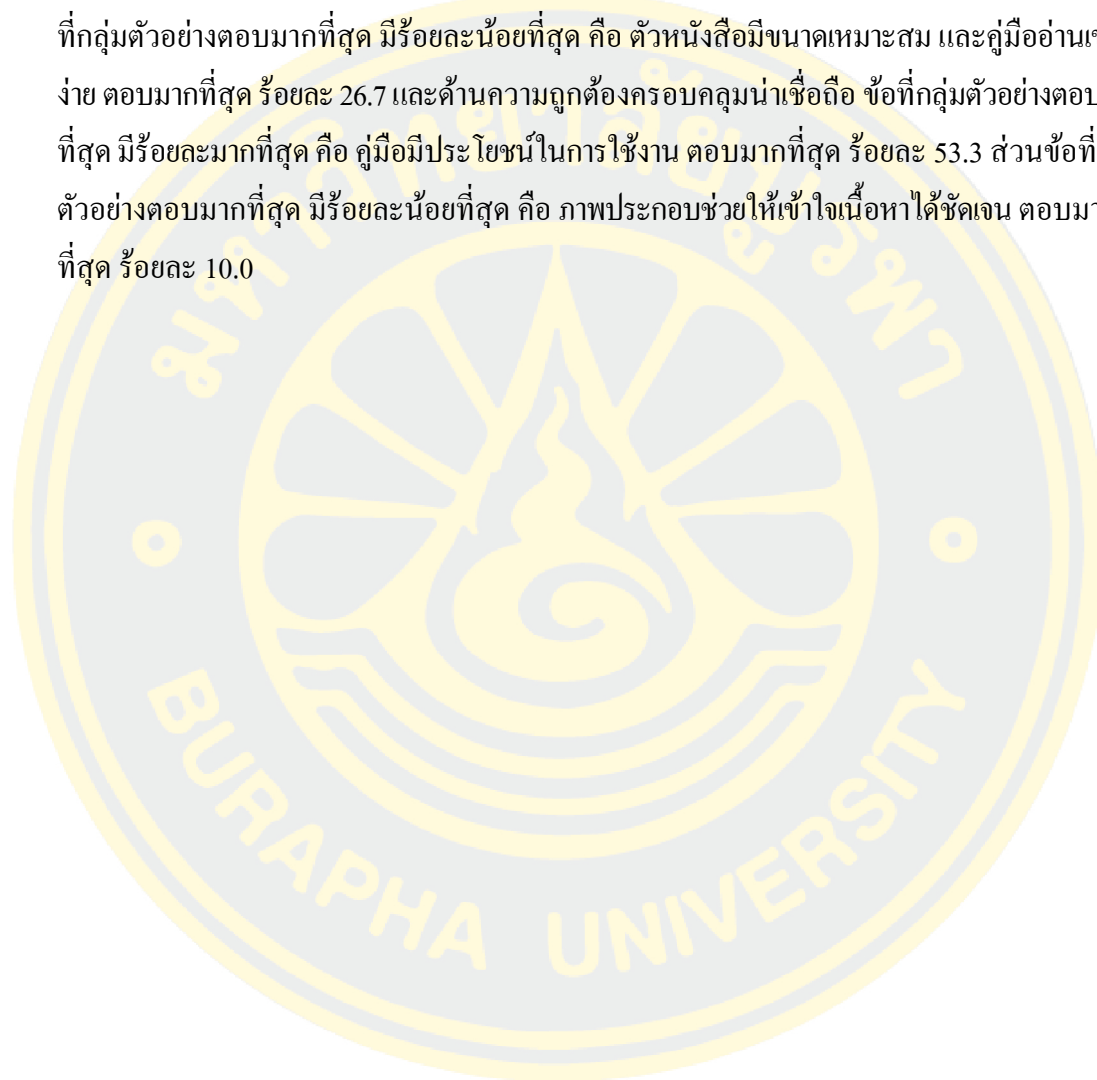 ที่กลุ่มตัวอย่างตอบมากที่สุด มีร้อยละน้อยที่สุด คือ ตัวหนังสือมีขนาดเหมาะสม และคู่มืออ่าน
ง่าย ตอบมากที่สุด ร้อยละ 26.7 และด้านความถูกต้องครอบคลุมน่าเชื่อถือ ข้อที่กลุ่มตัวอย่าง
ที่สุด มีร้อยละมากที่สุด คือ คู่มือมีประโยชน์ในการใช้งาน ตอบมากที่สุด ร้อยละ 53.3 ส่วนข้อที่
ตัวอย่างตอบมากที่สุด มีร้อยละน้อยที่สุด คือ ภาพประกอบช่วยให้เข้าใจเนื้อหาได้ชัดเจน
ที่สุด ร้อยละ 10.0
มหาวิทยาลัยบูรพา
BURAPHA UNIVERSITY